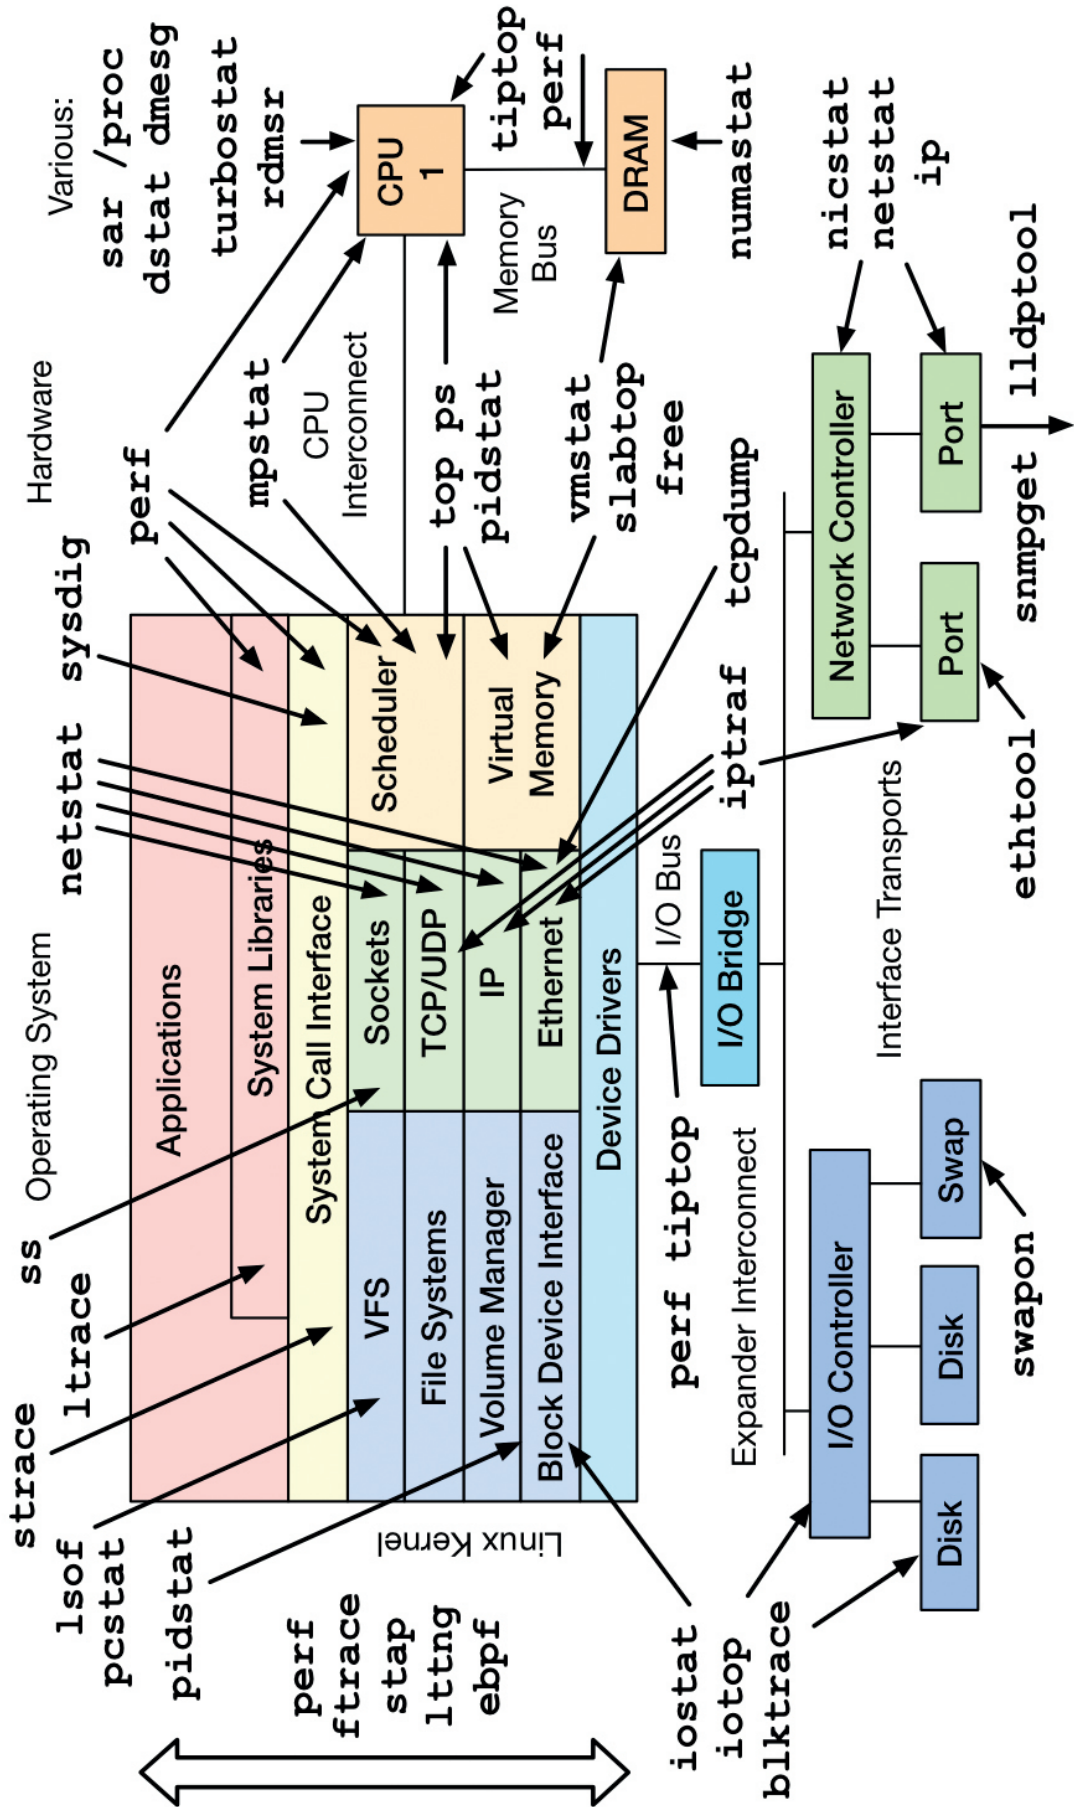 Operating System
Hardware
Various:
sar /proc
dstat dmesg
turbostat
rdmsr
strace
ss
lsof
ltrace
netstat
sysdig
pcstat
perf
pidstat
mpstat
Applications
System Libraries
System Call Interface
Linux Kernel
VFS
Sockets
Scheduler
File Systems
TCP/UDP
Volume Manager
IP
Virtual
Memory
Block Device Interface
Ethernet
Device Drivers
perf
ftrace
stap
lttng
ebpf
CPU
Interconnect
CPU
1
top ps
pidstat
Memory
Bus
tiptop
perf
vmstat
slabtop
free
DRAM
numastat
iostat
iotop
blktrace
perf tiptop
I/O Bus
iptraf
tcpdump
I/O Bridge
Expander Interconnect
I/O Controller
Network Controller
nicstat
netstat
ip
Interface Transports
Disk
Disk
Swap
Port
Port
swapon
ethtool
snmpget
lldptool